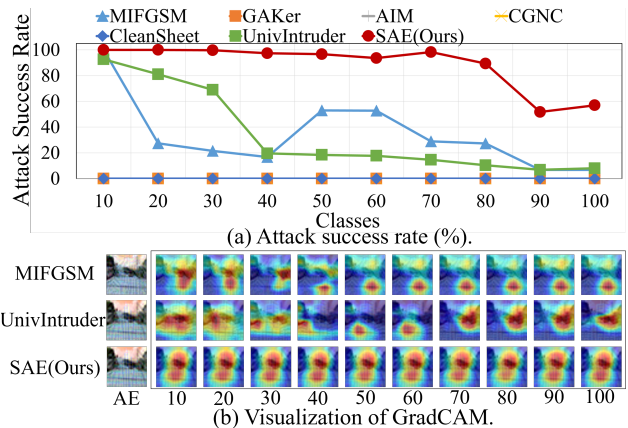 MIFGSM GAKer AIM CGNC
CleanSheet UnivIntruder SAE(Ours)
Attack Success Rate
100
80
60
40
20
0
10 20 30 40 50 60 70 80 90 100
Classes
(a) Attack success rate (%).
MIFGSM
UnivIntruder
SAE(Ours)
AE 10 20 30 40 50 60 70 80 90 100
(b) Visualization of GradCAM.